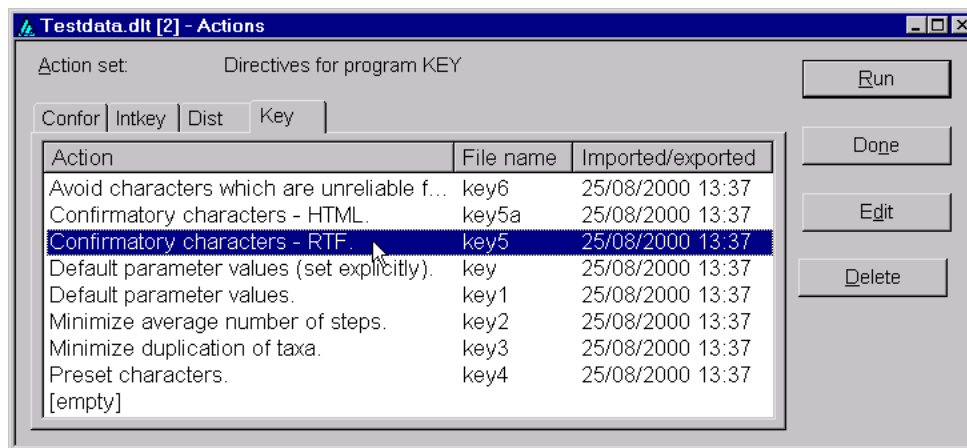 Testdata.dlt [2] - Actions
Action set: Directives for program KEY
Run
Confor Intkey Dist Key
Done
Action File name Imported/exported
Avoid characters which are unreliable f... key6 25/08/2000 13:37
Edit
Confirmatory characters - HTML. key5a 25/08/2000 13:37
Confirmatory characters - RTF. key5 25/08/2000 13:37
Default parameter values (set explicitly). key 25/08/2000 13:37
Delete
Default parameter values. key1 25/08/2000 13:37
Minimize average number of steps. key2 25/08/2000 13:37
Minimize duplication of taxa. key3 25/08/2000 13:37
Preset characters. key4 25/08/2000 13:37
[empty]